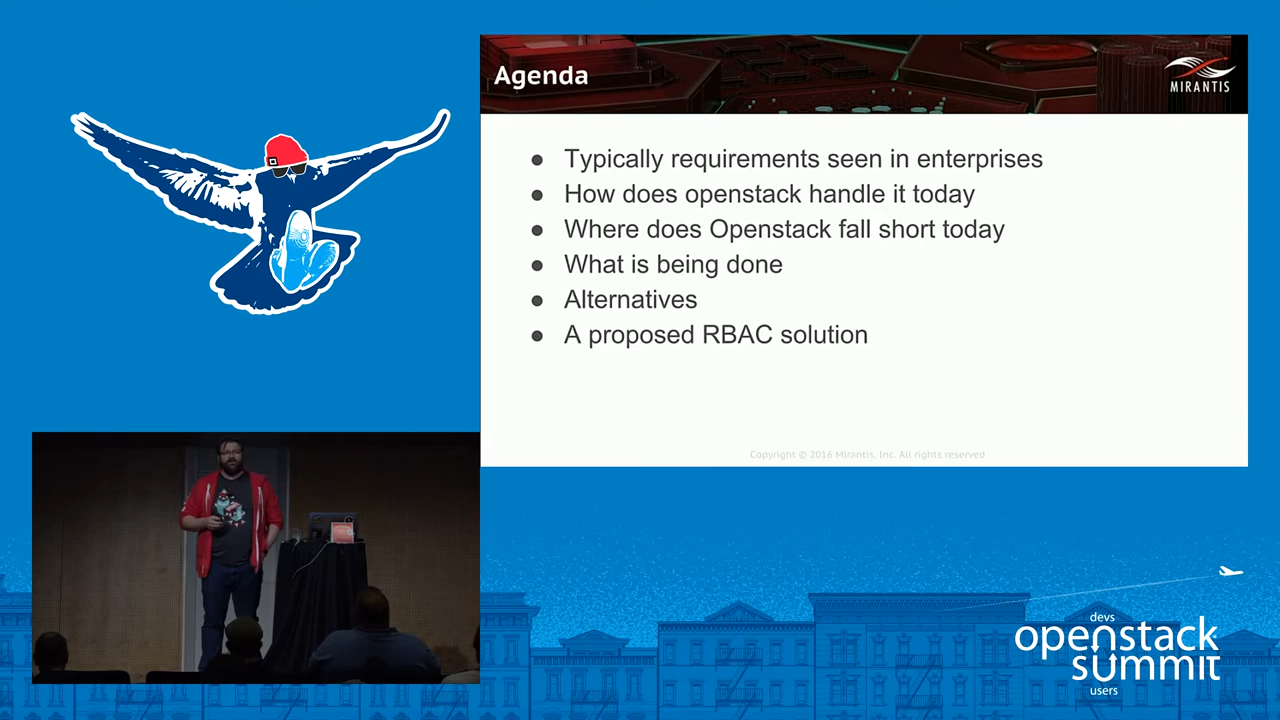 Agenda
MIRANTIS
Typically requirements seen in enterprises
How does openstack handle it today
Where does Openstack fall short today
What is being done
Alternatives
A proposed RBAC solution
Copyright © 2016 Mirantis, Inc. All rights reserved
devs
openstack
summit
users